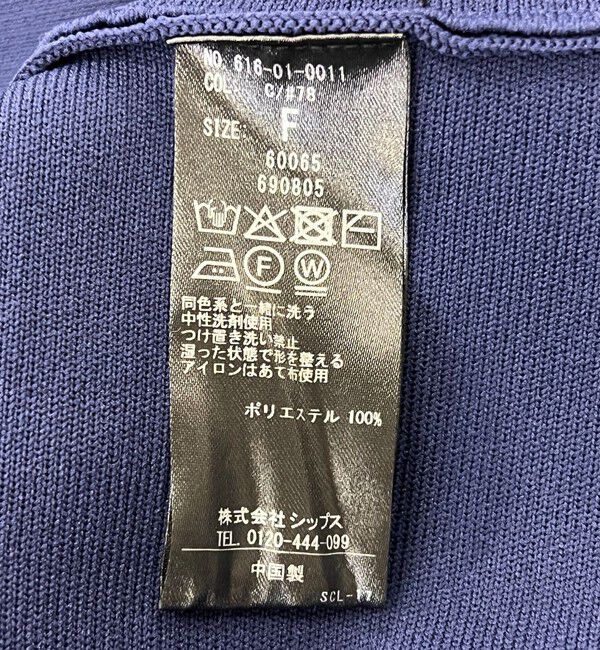 NO. 616-01-0011
COL. C/#78
SIZE: F
60065
690805
F W
同色系と一緒に洗う
中性洗剤使用
つけ置き洗い禁止
湿った状態で形を整える
アイロンはあて布使用
ポリエステル 100%
株式会社シップス
TEL. 0120-444-099
中国製
SCL-17